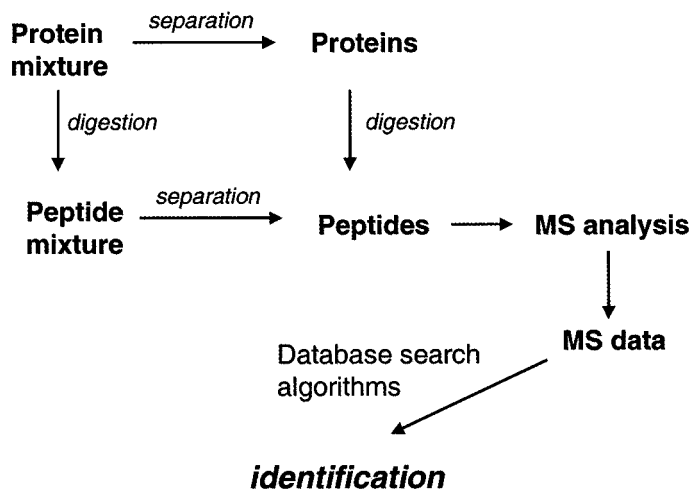 Protein
mixture
separation
Proteins
digestion
digestion
Peptide
mixture
separation
Peptides
MS analysis
MS data
Database search
algorithms
identification